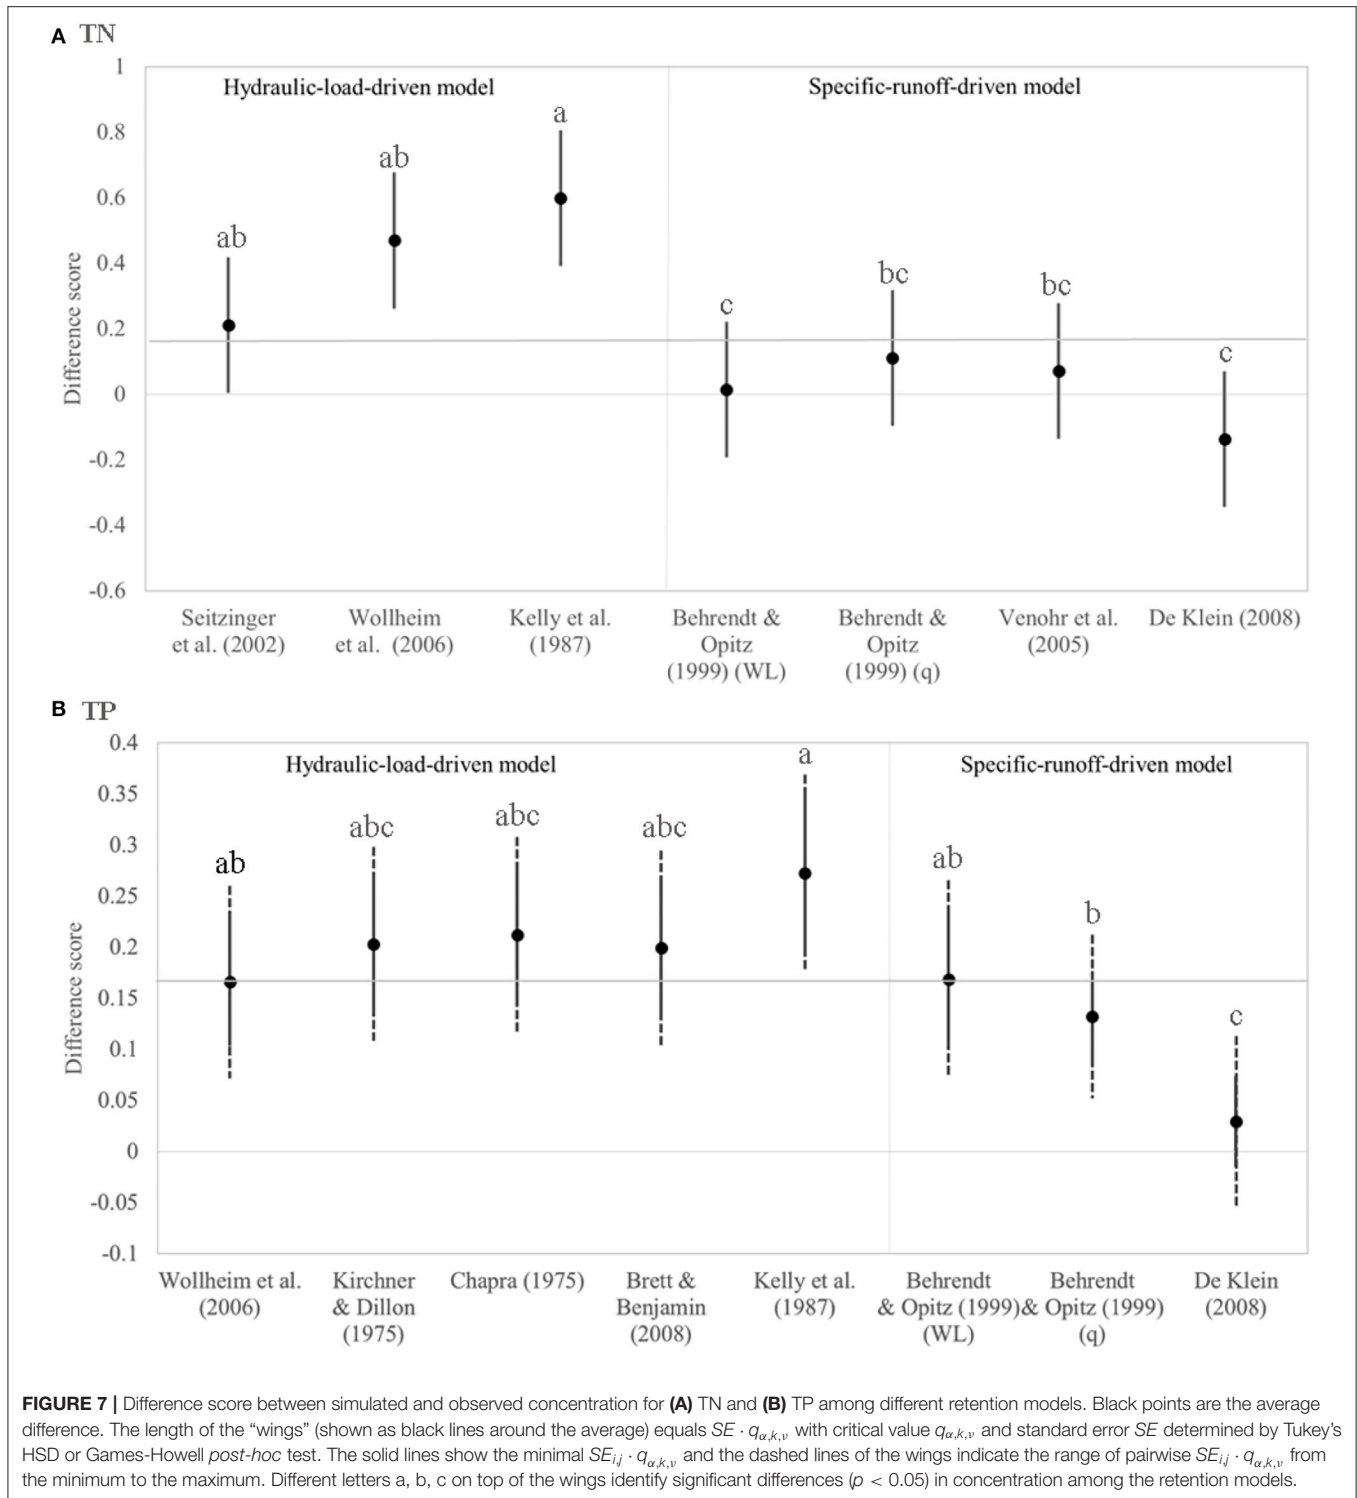 A TN
Hydraulic-load-driven model
Specific-runoff-driven model
1
0.8
0.6
0.4
0.2
0
-0.2
-0.4
-0.6
Difference score
ab
ab
a
c
bc
bc
c
Seitzinger
et al. (2002)
Wollheim
et al. (2006)
Kelly et al.
(1987)
Behrendt &
Opitz
(1999) (WL)
Behrendt &
Opitz
(1999) (q)
Venohr et al.
(2005)
De Klein (2008)
B TP
Hydraulic-load-driven model
Specific-runoff-driven model
0.4
0.35
0.3
0.25
0.2
0.15
0.1
0.05
0
-0.05
-0.1
Difference score
ab
abc
abc
abc
a
ab
b
c
Wollheim et al.
(2006)
Kirchner
& Dillon
(1975)
Chapra (1975)
Brett &
Benjamin
(2008)
Kelly et al.
(1987)
Behrendt
& Opitz (1999)
(WL)
Behrendt
& Opitz (1999)
(q)
De Klein
(2008)
FIGURE 7 | Difference score between simulated and observed concentration for (A) TN and (B) TP among different retention models. Black points are the average
difference. The length of the “wings” (shown as black lines around the average) equals SE · qα,k,ν with critical value qα,k,ν and standard error SE determined by Tukey’s
HSD or Games-Howell post-hoc test. The solid lines show the minimal SEi,j · qα,k,ν and the dashed lines of the wings indicate the range of pairwise SEi,j · qα,k,ν from
the minimum to the maximum. Different letters a, b, c on top of the wings identify significant differences (p < 0.05) in concentration among the retention models.